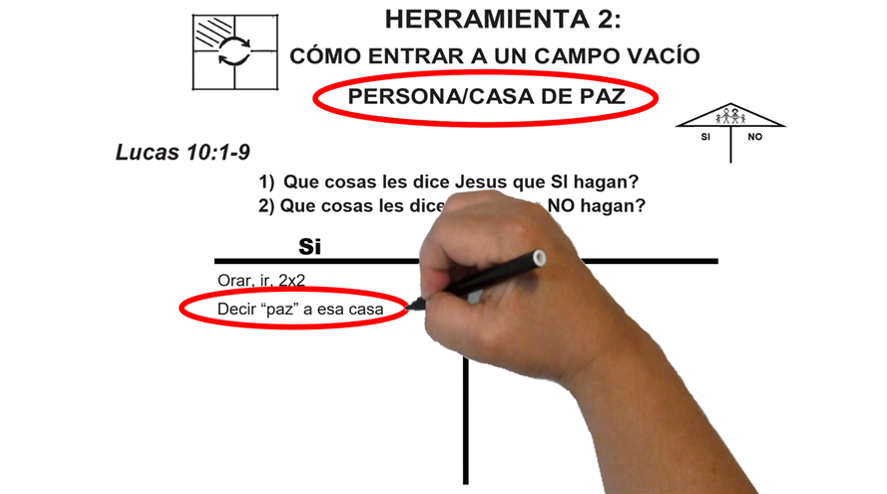 HERRAMIENTA 2:
CÓMO ENTRAR A UN CAMPO VACÍO
PERSONA/CASA DE PAZ
SI NO
Lucas 10:1-9
1) Que cosas les dice Jesus que SI hagan?
2) Que cosas les dice NO hagan?
Si
Orar, ir, 2x2
Decir “paz” a esa casa